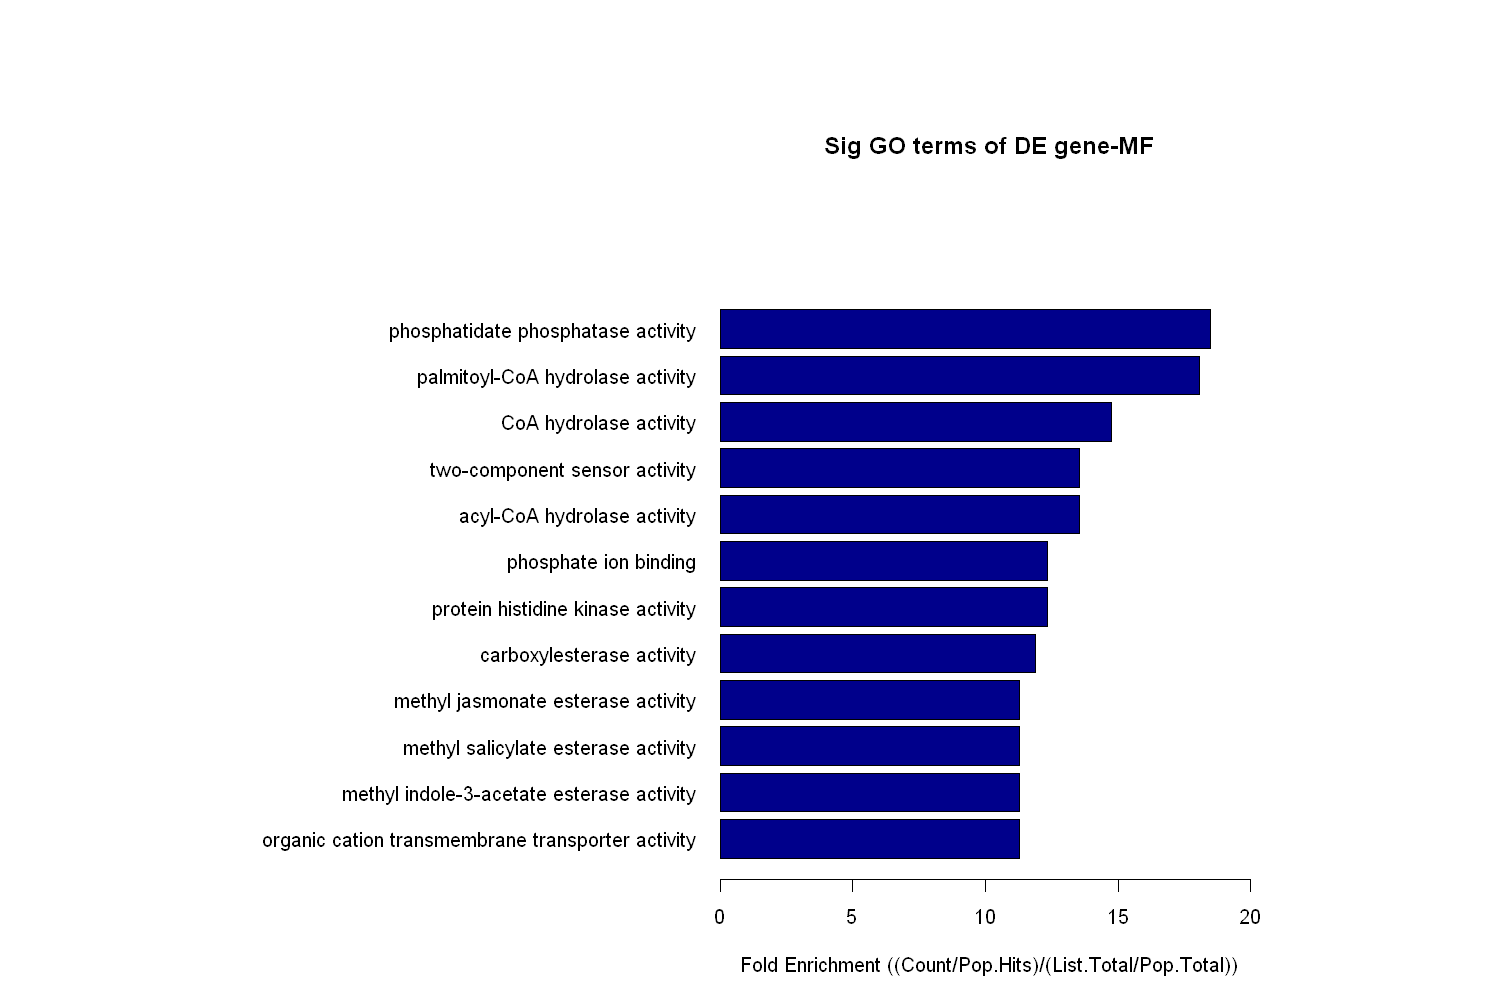 Sig GO terms of DE gene-MF
phosphatidate phosphatase activity
palmitoyl-CoA hydrolase activity
CoA hydrolase activity
two-component sensor activity
acyl-CoA hydrolase activity
phosphate ion binding
protein histidine kinase activity
carboxylesterase activity
methyl jasmonate esterase activity
methyl salicylate esterase activity
methyl indole-3-acetate esterase activity
organic cation transmembrane transporter activity
0 5 10 15 20
Fold Enrichment ((Count/Pop.Hits)/(List.Total/Pop.Total))